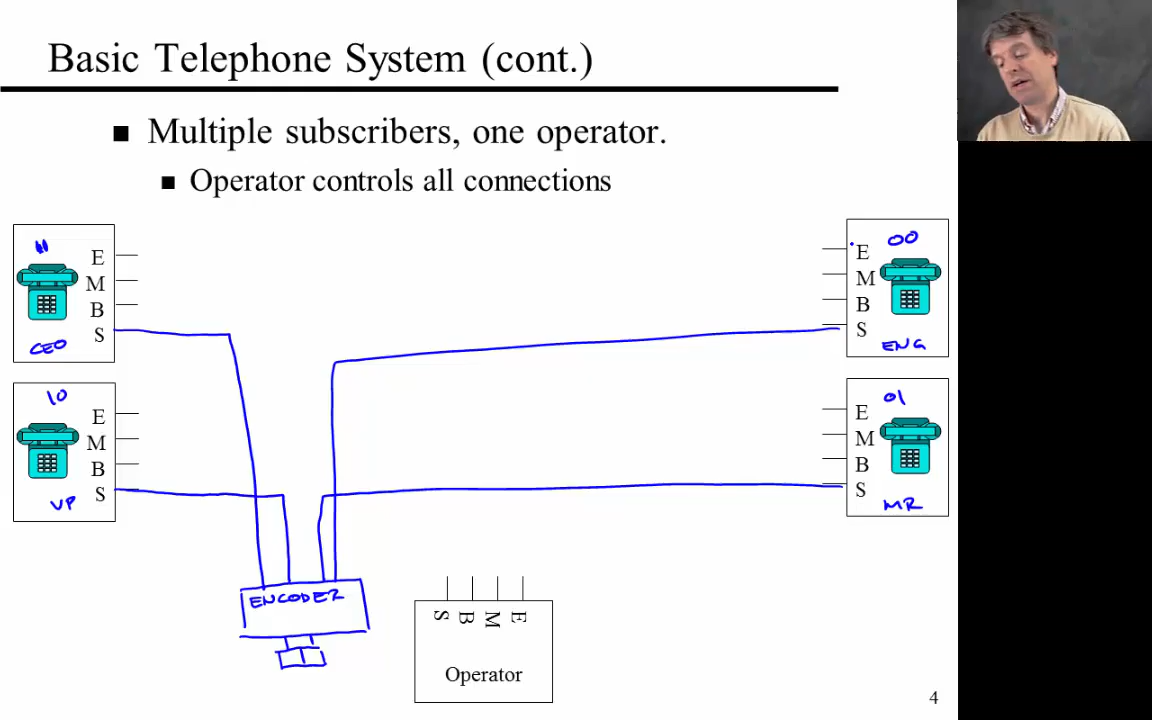 Basic Telephone System (cont.)
Multiple subscribers, one operator.
Operator controls all connections
11
E
M
B
S
CEO
00
E
M
B
S
ENG
10
E
M
B
S
VP
01
E
M
B
S
MR
ENCODER
S B M E
Operator
4